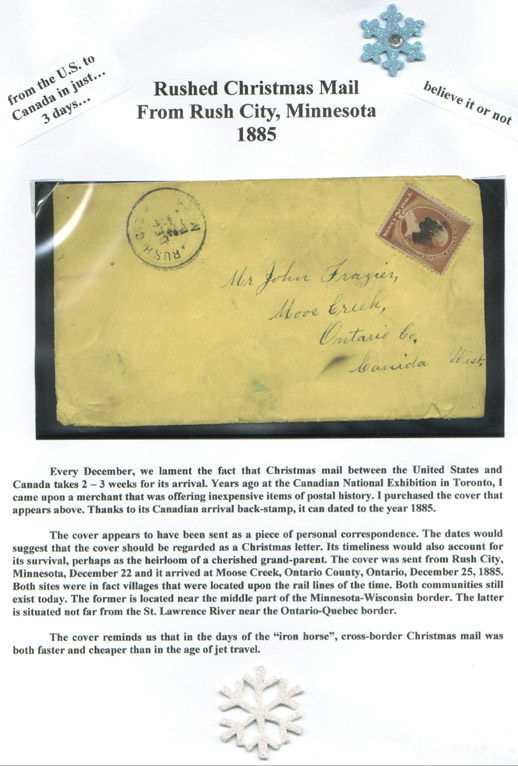 from the U.S. to
Canada in just...
3 days...
Rushed Christmas Mail
From Rush City, Minnesota
1885
believe it or not
RUSH
Mr John Frazier,
Moos Creek,
Ontario Co,
Canida West.
Every December, we lament the fact that Christmas mail between the United States and
Canada takes 2 – 3 weeks for its arrival. Years ago at the Canadian National Exhibition in Toronto, I
came upon a merchant that was offering inexpensive items of postal history. I purchased the cover that
appears above. Thanks to its Canadian arrival back-stamp, it can dated to the year 1885.
The cover appears to have been sent as a piece of personal correspondence. The dates would
suggest that the cover should be regarded as a Christmas letter. Its timeliness would also account for
its survival, perhaps as the heirloom of a cherished grand-parent. The cover was sent from Rush City,
Minnesota, December 22 and it arrived at Moose Creek, Ontario County, Ontario, December 25, 1885.
Both sites were in fact villages that were located upon the rail lines of the time. Both communities still
exist today. The former is located near the middle part of the Minnesota-Wisconsin border. The latter
is situated not far from the St. Lawrence River near the Ontario-Quebec border.
The cover reminds us that in the days of the “iron horse”, cross-border Christmas mail was
both faster and cheaper than in the age of jet travel.